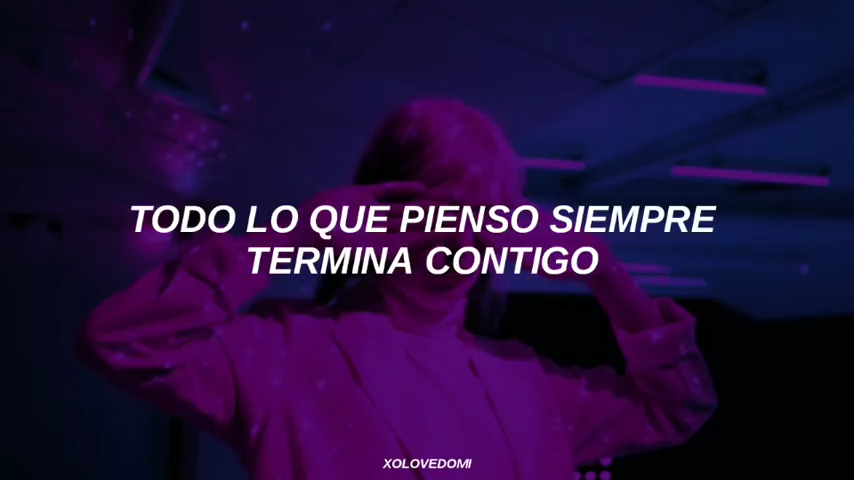 TODO LO QUE PIENSO SIEMPRE
TERMINA CONTIGO
XOLOVEDOMI